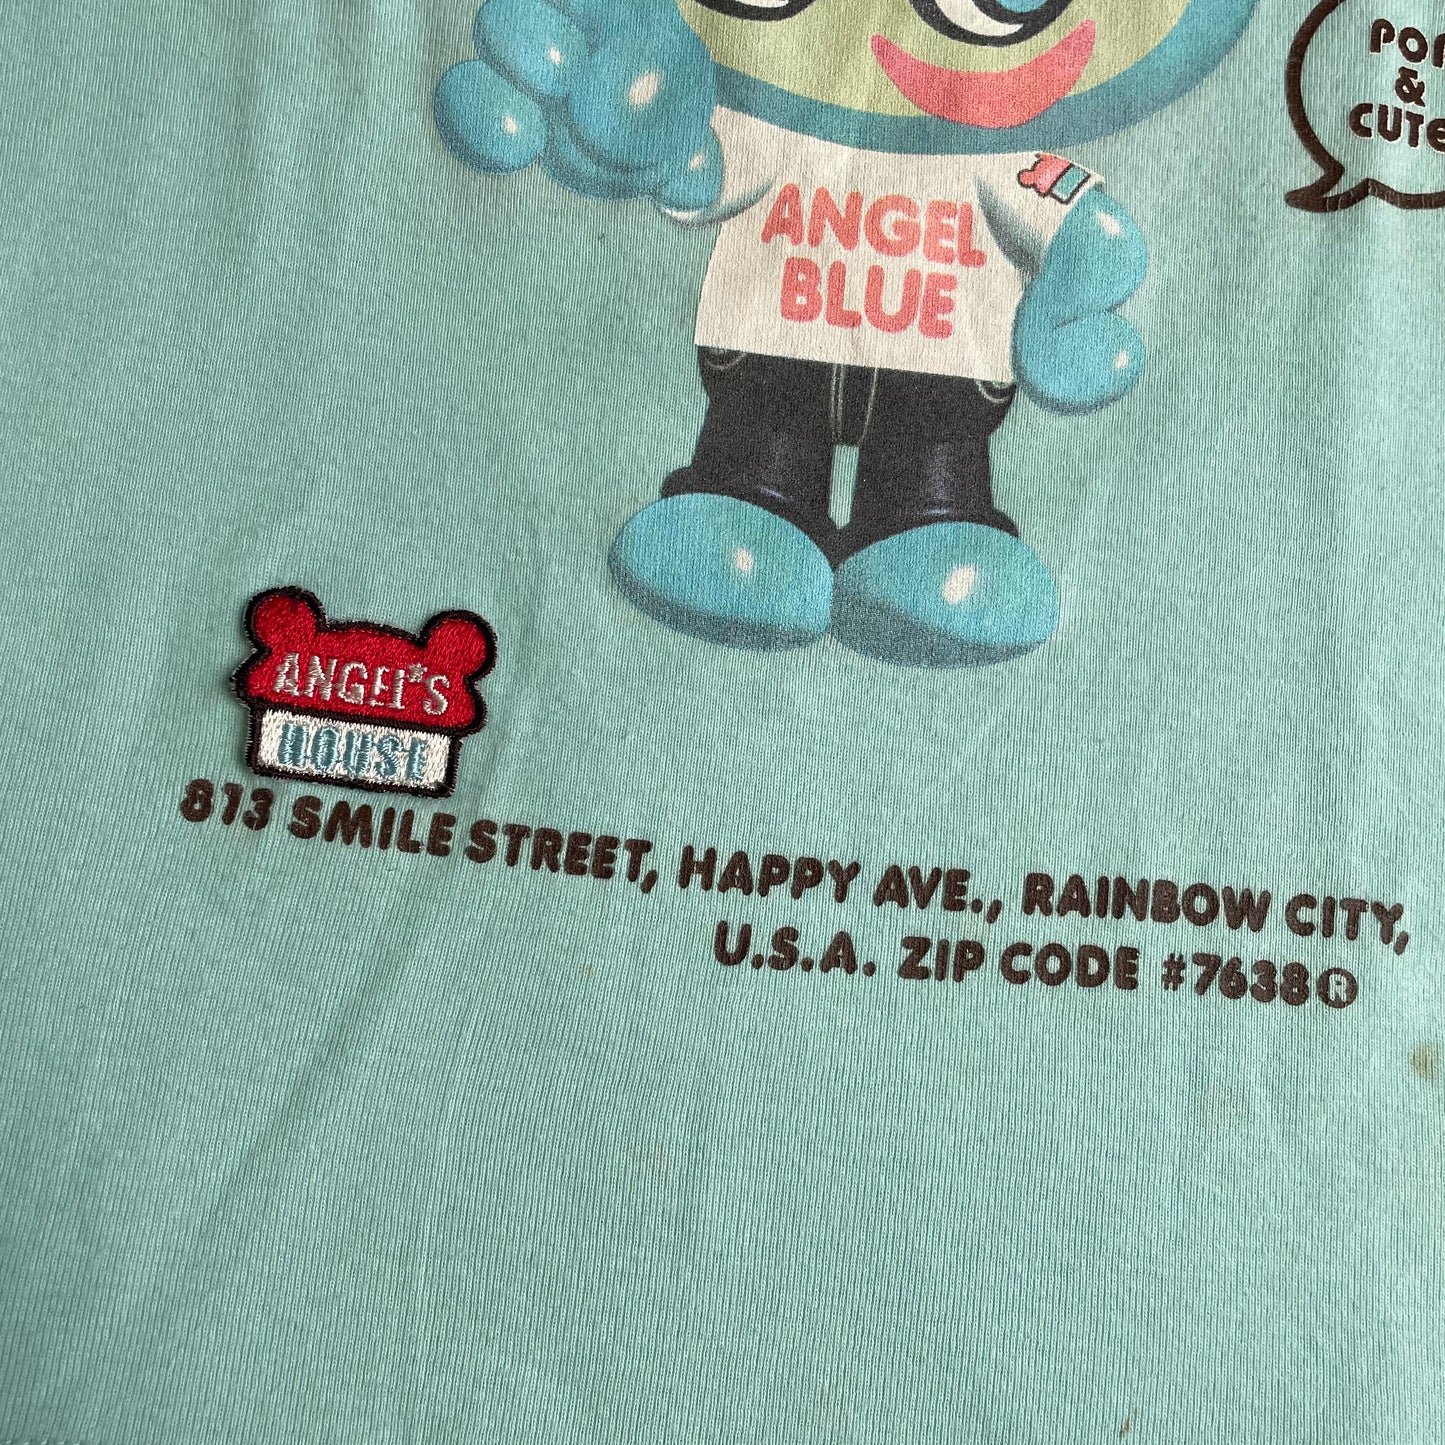 &
CUTE
ANGEL
BLUE
ANGEL*S
HOUSE
813 SMILE STREET, HAPPY AVE., RAINBOW CITY,
U.S.A. ZIP CODE #7638®